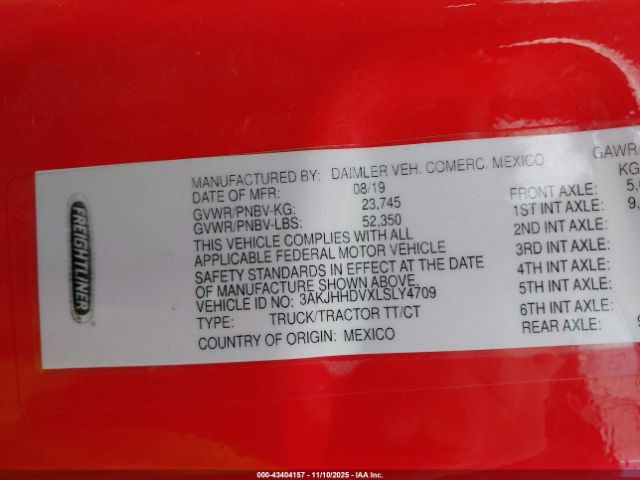 FREIGHTLINER
MANUFACTURED BY: DAIMLER VEH. COMERC. MEXICO
DATE OF MFR: 08/19
GVWR/PNBV-KG: 23,745
GVWR/PNBV-LBS: 52,350
THIS VEHICLE COMPLIES WITH ALL
APPLICABLE FEDERAL MOTOR VEHICLE
SAFETY STANDARDS IN EFFECT AT THE DATE
OF MANUFACTURE SHOWN ABOVE.
VEHICLE ID NO: 3AKJHHDVXLSLY4709
TYPE: TRUCK/TRACTOR TT/CT
COUNTRY OF ORIGIN: MEXICO
GAWR/
KG
FRONT AXLE: 5,
1ST INT AXLE: 9,
2ND INT AXLE:
3RD INT AXLE:
4TH INT AXLE:
5TH INT AXLE:
6TH INT AXLE:
REAR AXLE:
000-43404157 - 11/10/2025 - IAA Inc.